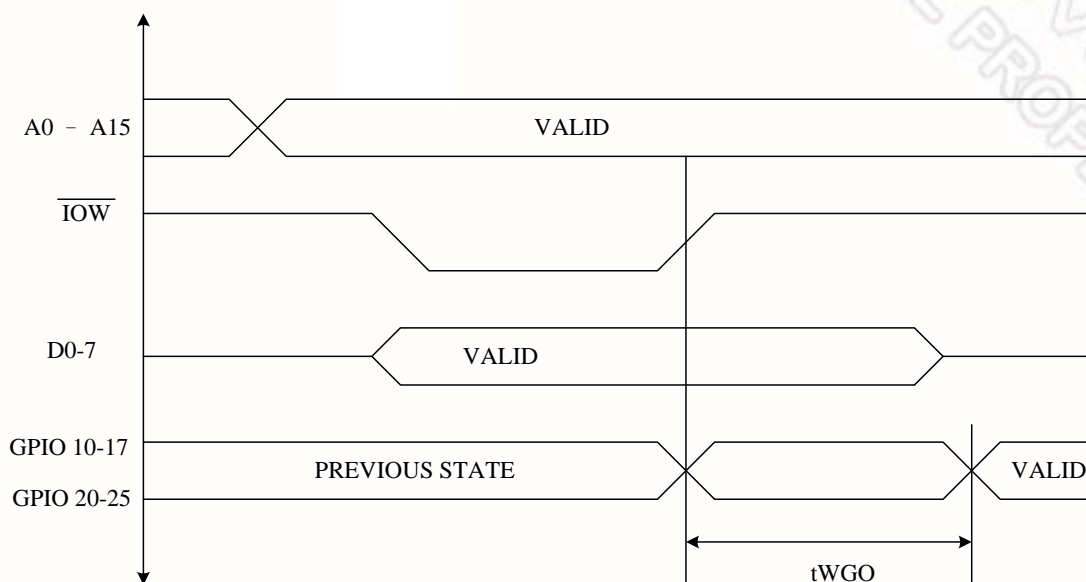 A0 - A15
VALID
IOW
D0-7
VALID
GPIO 10-17
PREVIOUS STATE
VALID
GPIO 20-25
tWGO